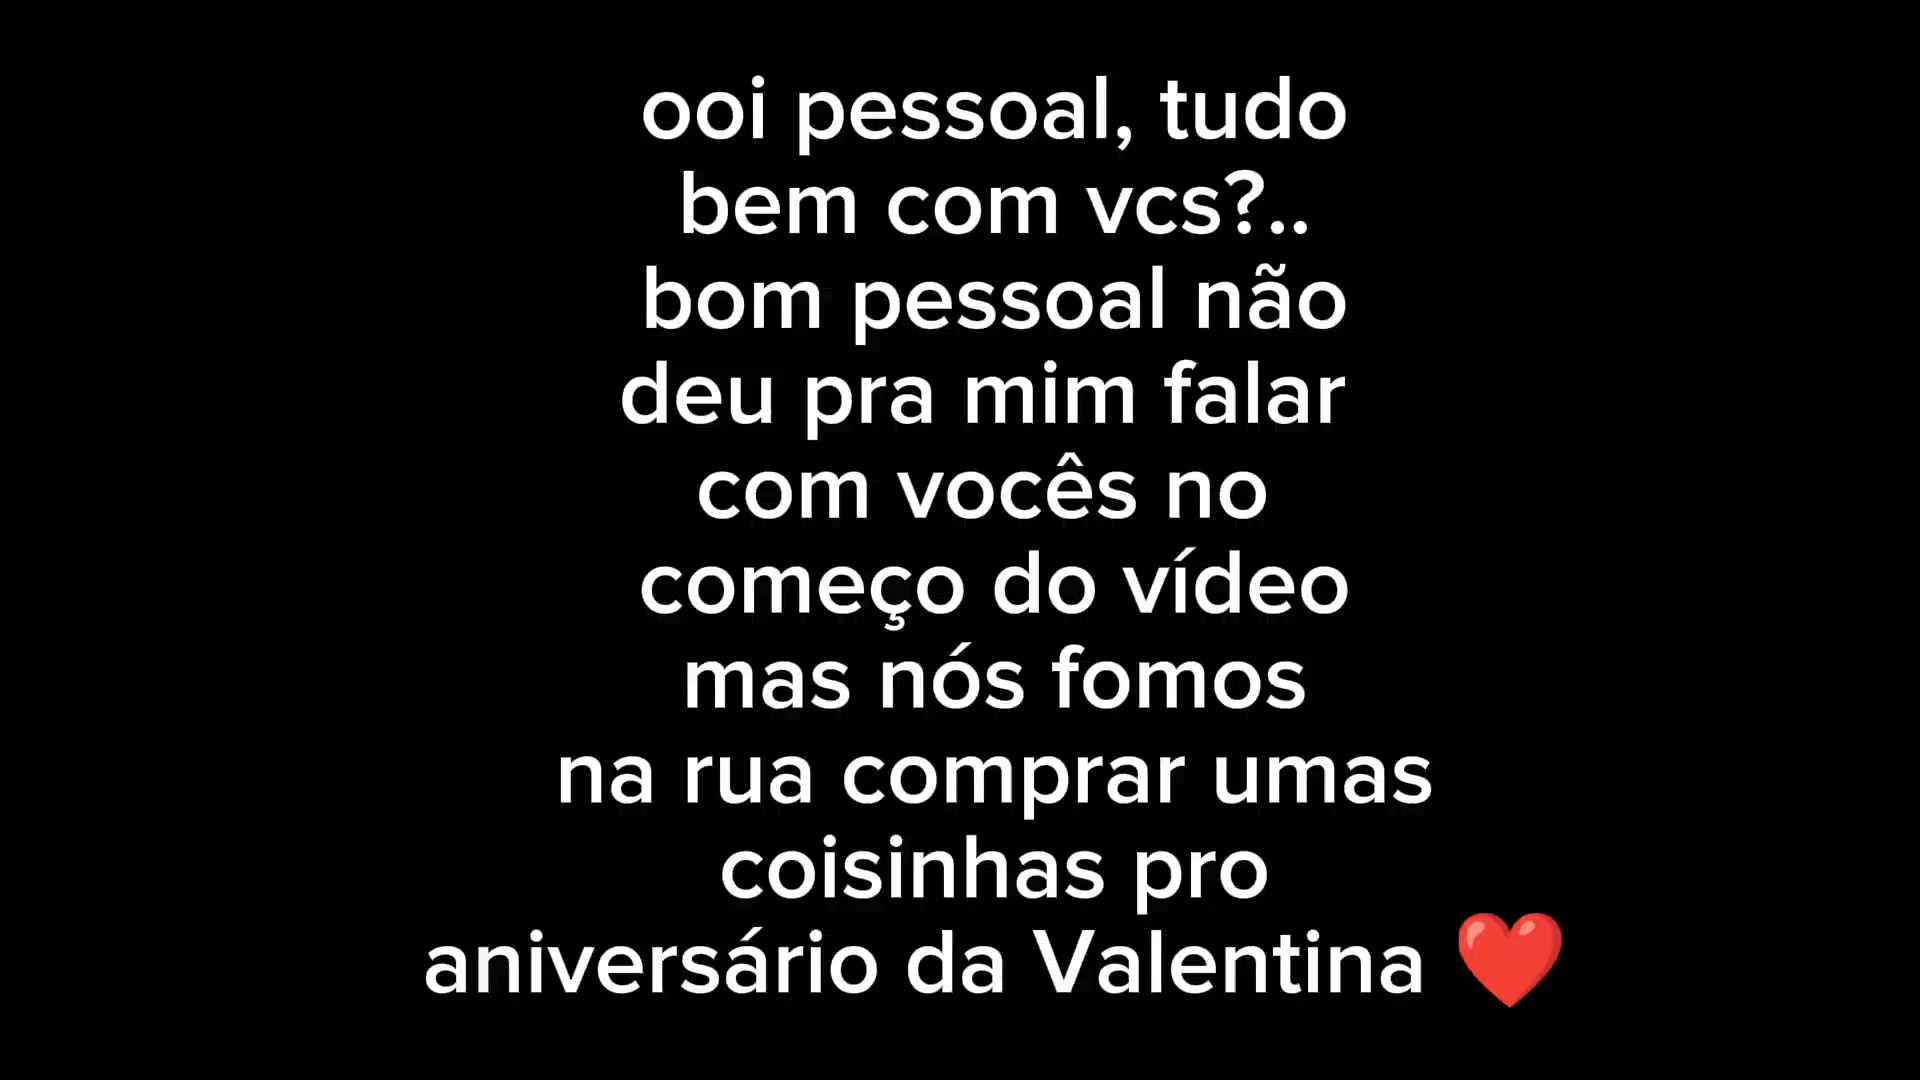 ooi pessoal, tudo
bem com vcs?..
bom pessoal não
deu pra mim falar
com vocês no
começo do vídeo
mas nós fomos
na rua comprar umas
coisinhas pro
aniversário da Valentina ❤️